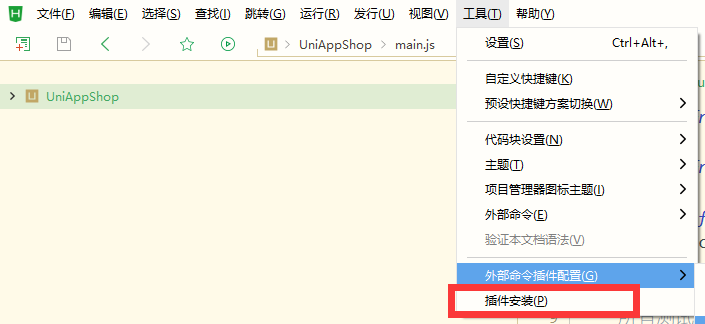 文件(F) 编辑(E) 选择(S) 查找(I) 跳转(G) 运行(R) 发行(U) 视图(V) 工具(T) 帮助(Y)
UniAppShop main.js
UniAppShop
设置(S) Ctrl+Alt+,
自定义快捷键(K)
预设快捷键方案切换(W)
代码块设置(N)
主题(T)
项目管理器图标主题(I)
外部命令(E)
验证本文档语法(V)
外部命令插件配置(G)
插件安装(P)